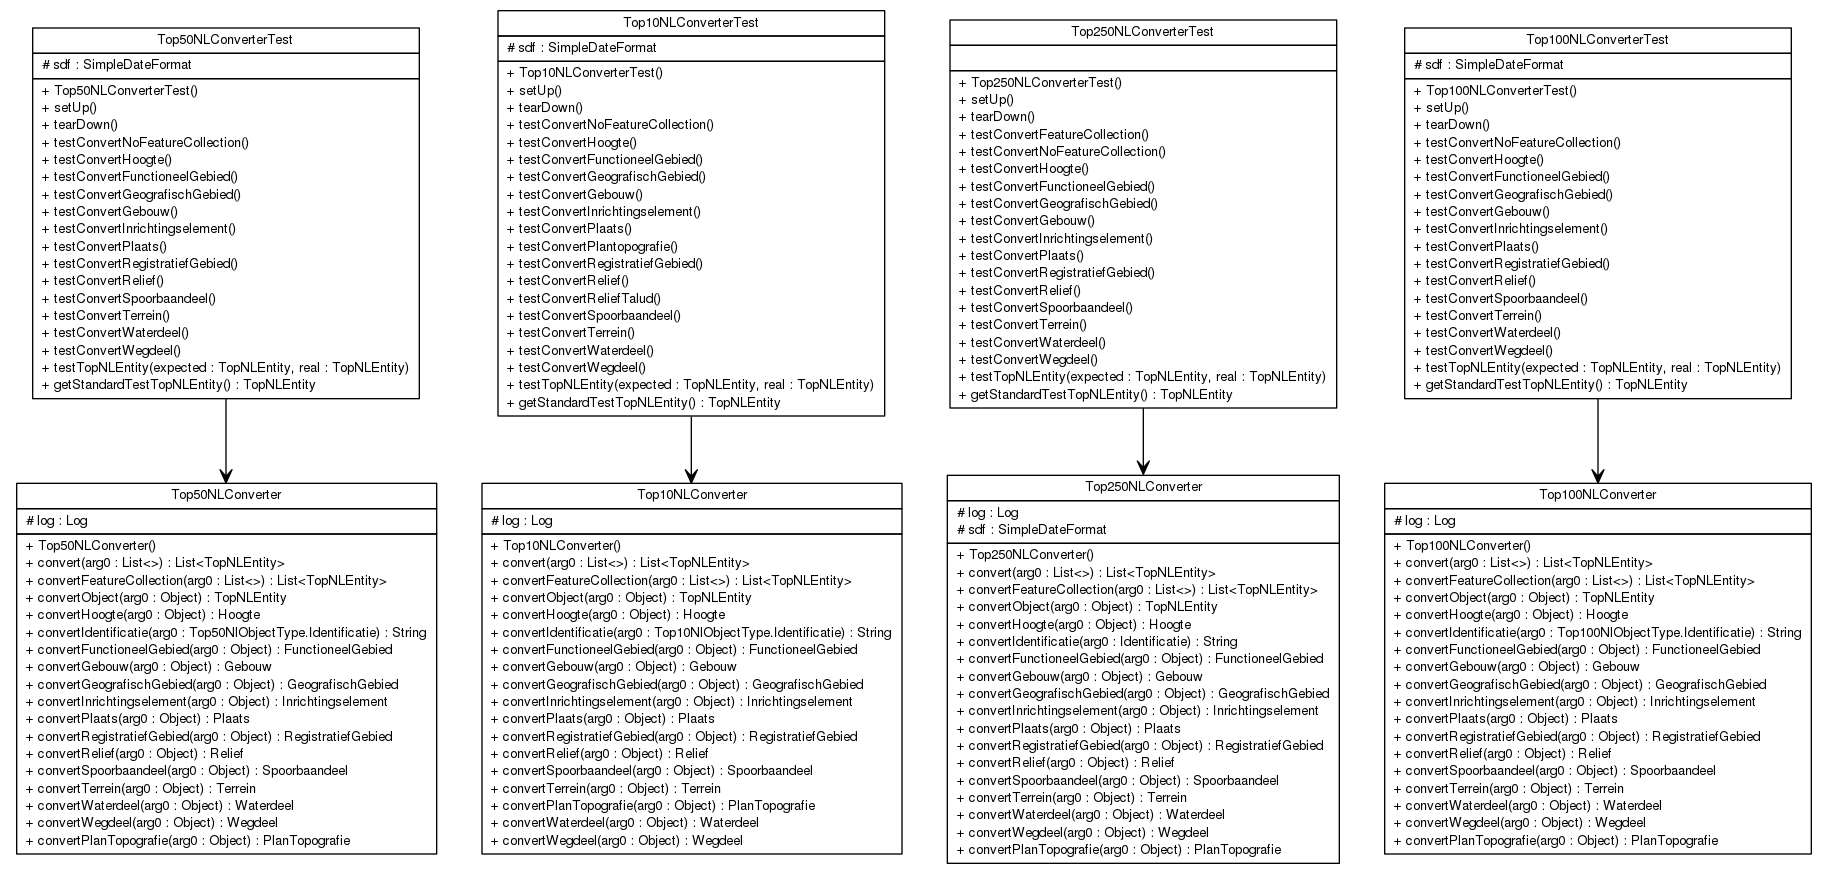 Top50NLConverterTest
# sdf : SimpleDateFormat
+ Top50NLConverterTest()
+ setUp()
+ tearDown()
+ testConvertNoFeatureCollection()
+ testConvertHoogte()
+ testConvertFunctioneelGebied()
+ testConvertGeografischGebied()
+ testConvertGebouw()
+ testConvertInrichtingselement()
+ testConvertPlaats()
+ testConvertRegistratiefGebied()
+ testConvertRelief()
+ testConvertSpoorbaandeel()
+ testConvertTerrein()
+ testConvertWaterdeel()
+ testConvertWegdeel()
+ testTopNLEntity(expected : TopNLEntity, real : TopNLEntity)
+ getStandardTestTopNLEntity() : TopNLEntity
Top10NLConverterTest
# sdf : SimpleDateFormat
+ Top10NLConverterTest()
+ setUp()
+ tearDown()
+ testConvertNoFeatureCollection()
+ testConvertHoogte()
+ testConvertFunctioneelGebied()
+ testConvertGeografischGebied()
+ testConvertGebouw()
+ testConvertInrichtingselement()
+ testConvertPlaats()
+ testConvertPlantopografie()
+ testConvertRegistratiefGebied()
+ testConvertRelief()
+ testConvertReliefTalud()
+ testConvertSpoorbaandeel()
+ testConvertTerrein()
+ testConvertWaterdeel()
+ testConvertWegdeel()
+ testTopNLEntity(expected : TopNLEntity, real : TopNLEntity)
+ getStandardTestTopNLEntity() : TopNLEntity
Top250NLConverterTest
+ Top250NLConverterTest()
+ setUp()
+ tearDown()
+ testConvertFeatureCollection()
+ testConvertNoFeatureCollection()
+ testConvertHoogte()
+ testConvertFunctioneelGebied()
+ testConvertGeografischGebied()
+ testConvertGebouw()
+ testConvertInrichtingselement()
+ testConvertPlaats()
+ testConvertRegistratiefGebied()
+ testConvertRelief()
+ testConvertSpoorbaandeel()
+ testConvertTerrein()
+ testConvertWaterdeel()
+ testConvertWegdeel()
+ testTopNLEntity(expected : TopNLEntity, real : TopNLEntity)
+ getStandardTestTopNLEntity() : TopNLEntity
Top100NLConverterTest
# sdf : SimpleDateFormat
+ Top100NLConverterTest()
+ setUp()
+ tearDown()
+ testConvertNoFeatureCollection()
+ testConvertHoogte()
+ testConvertFunctioneelGebied()
+ testConvertGeografischGebied()
+ testConvertGebouw()
+ testConvertInrichtingselement()
+ testConvertPlaats()
+ testConvertRegistratiefGebied()
+ testConvertRelief()
+ testConvertSpoorbaandeel()
+ testConvertTerrein()
+ testConvertWaterdeel()
+ testConvertWegdeel()
+ testTopNLEntity(expected : TopNLEntity, real : TopNLEntity)
+ getStandardTestTopNLEntity() : TopNLEntity
Top50NLConverter
# log : Log
+ Top50NLConverter()
+ convert(arg0 : List<>) : List<TopNLEntity>
+ convertFeatureCollection(arg0 : List<>) : List<TopNLEntity>
+ convertObject(arg0 : Object) : TopNLEntity
+ convertHoogte(arg0 : Object) : Hoogte
+ convertIdentificatie(arg0 : Top50NlObjectType.Identificatie) : String
+ convertFunctioneelGebied(arg0 : Object) : FunctioneelGebied
+ convertGebouw(arg0 : Object) : Gebouw
+ convertGeografischGebied(arg0 : Object) : GeografischGebied
+ convertInrichtingselement(arg0 : Object) : Inrichtingselement
+ convertPlaats(arg0 : Object) : Plaats
+ convertRegistratiefGebied(arg0 : Object) : RegistratiefGebied
+ convertRelief(arg0 : Object) : Relief
+ convertSpoorbaandeel(arg0 : Object) : Spoorbaandeel
+ convertTerrein(arg0 : Object) : Terrein
+ convertWaterdeel(arg0 : Object) : Waterdeel
+ convertWegdeel(arg0 : Object) : Wegdeel
+ convertPlanTopografie(arg0 : Object) : PlanTopografie
Top10NLConverter
# log : Log
+ Top10NLConverter()
+ convert(arg0 : List<>) : List<TopNLEntity>
+ convertFeatureCollection(arg0 : List<>) : List<TopNLEntity>
+ convertObject(arg0 : Object) : TopNLEntity
+ convertHoogte(arg0 : Object) : Hoogte
+ convertIdentificatie(arg0 : Top10NlObjectType.Identificatie) : String
+ convertFunctioneelGebied(arg0 : Object) : FunctioneelGebied
+ convertGebouw(arg0 : Object) : Gebouw
+ convertGeografischGebied(arg0 : Object) : GeografischGebied
+ convertInrichtingselement(arg0 : Object) : Inrichtingselement
+ convertPlaats(arg0 : Object) : Plaats
+ convertRegistratiefGebied(arg0 : Object) : RegistratiefGebied
+ convertRelief(arg0 : Object) : Relief
+ convertSpoorbaandeel(arg0 : Object) : Spoorbaandeel
+ convertTerrein(arg0 : Object) : Terrein
+ convertPlanTopografie(arg0 : Object) : PlanTopografie
+ convertWaterdeel(arg0 : Object) : Waterdeel
+ convertWegdeel(arg0 : Object) : Wegdeel
Top250NLConverter
# log : Log
# sdf : SimpleDateFormat
+ Top250NLConverter()
+ convert(arg0 : List<>) : List<TopNLEntity>
+ convertFeatureCollection(arg0 : List<>) : List<TopNLEntity>
+ convertObject(arg0 : Object) : TopNLEntity
+ convertHoogte(arg0 : Object) : Hoogte
+ convertIdentificatie(arg0 : Identificatie) : String
+ convertFunctioneelGebied(arg0 : Object) : FunctioneelGebied
+ convertGebouw(arg0 : Object) : Gebouw
+ convertGeografischGebied(arg0 : Object) : GeografischGebied
+ convertInrichtingselement(arg0 : Object) : Inrichtingselement
+ convertPlaats(arg0 : Object) : Plaats
+ convertRegistratiefGebied(arg0 : Object) : RegistratiefGebied
+ convertRelief(arg0 : Object) : Relief
+ convertSpoorbaandeel(arg0 : Object) : Spoorbaandeel
+ convertTerrein(arg0 : Object) : Terrein
+ convertWaterdeel(arg0 : Object) : Waterdeel
+ convertWegdeel(arg0 : Object) : Wegdeel
+ convertPlanTopografie(arg0 : Object) : PlanTopografie
Top100NLConverter
# log : Log
+ Top100NLConverter()
+ convert(arg0 : List<>) : List<TopNLEntity>
+ convertFeatureCollection(arg0 : List<>) : List<TopNLEntity>
+ convertObject(arg0 : Object) : TopNLEntity
+ convertHoogte(arg0 : Object) : Hoogte
+ convertIdentificatie(arg0 : Top100NlObjectType.Identificatie) : String
+ convertFunctioneelGebied(arg0 : Object) : FunctioneelGebied
+ convertGebouw(arg0 : Object) : Gebouw
+ convertGeografischGebied(arg0 : Object) : GeografischGebied
+ convertInrichtingselement(arg0 : Object) : Inrichtingselement
+ convertPlaats(arg0 : Object) : Plaats
+ convertRegistratiefGebied(arg0 : Object) : RegistratiefGebied
+ convertRelief(arg0 : Object) : Relief
+ convertSpoorbaandeel(arg0 : Object) : Spoorbaandeel
+ convertTerrein(arg0 : Object) : Terrein
+ convertWaterdeel(arg0 : Object) : Waterdeel
+ convertWegdeel(arg0 : Object) : Wegdeel
+ convertPlanTopografie(arg0 : Object) : PlanTopografie